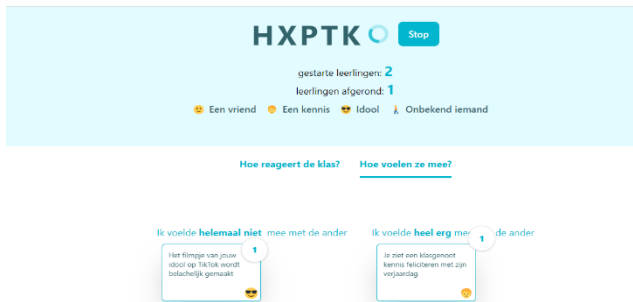 HXPTK Stop
gestarte leerlingen: 2
leerlingen afgerond: 1
Een vriend Een kennis Idool Onbekend iemand
Hoe reageert de klas? Hoe voelen ze mee?
Ik voelde helemaal niet mee met de ander
1
Het filmpje van jouw
idool op TikTok wordt
belachelijk gemaakt
Ik voelde heel erg mee de ander
1
Je ziet een klasgenoot
kennis feliciteren met zijn
verjaardag